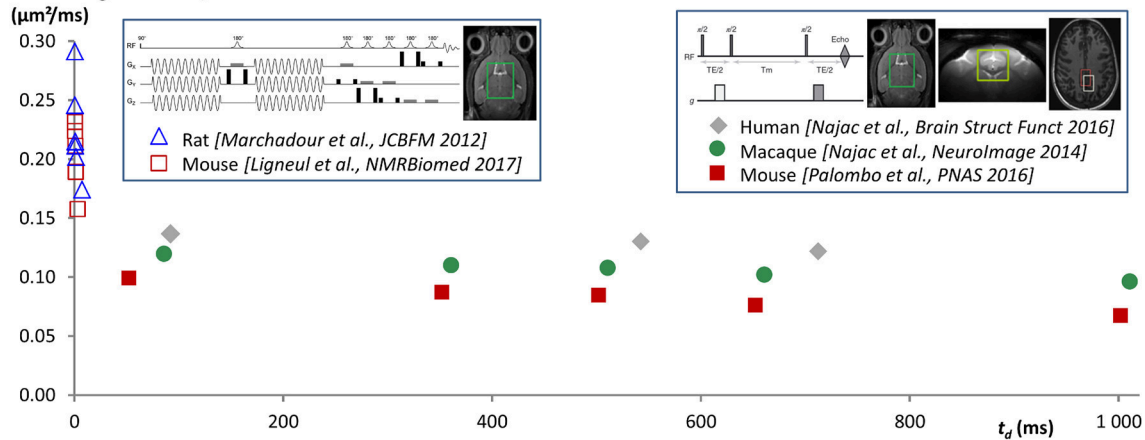 (µm²/ms)
0.30
0.25
0.20
0.15
0.10
0.05
0.00
0
200
400
600
800
1 000
t_d (ms)
90°
180°
180° 180° 180° 180°
RF
Gx
GY
GZ
Rat [Marchadour et al., JCBFM 2012]
Mouse [Ligneul et al., NMRBiomed 2017]
π/2 π/2 π/2
Echo
RF
TE/2 Tm TE/2
g
Human [Najac et al., Brain Struct Funct 2016]
Macaque [Najac et al., NeuroImage 2014]
Mouse [Palombo et al., PNAS 2016]